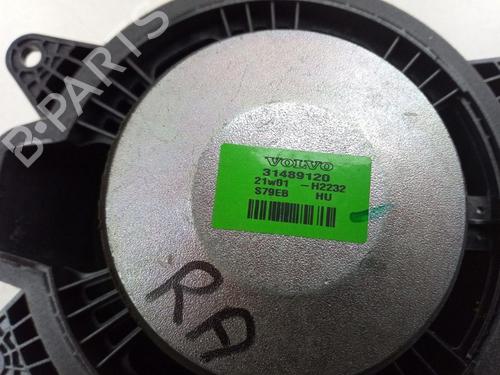 B-PARTS
VOLVO
31489120
21w01 -H2232
S79EB HU
RA